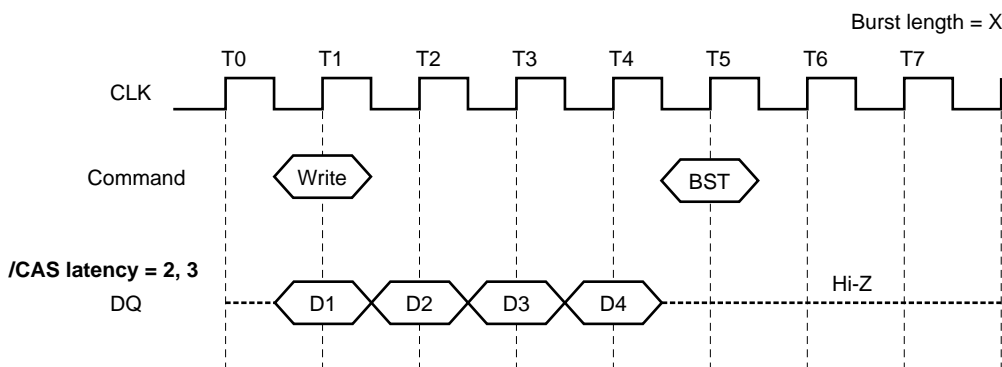 Burst length = X
T0 T1 T2 T3 T4 T5 T6 T7
CLK
Command Write BST
/CAS latency = 2, 3
Hi-Z
DQ D1 D2 D3 D4